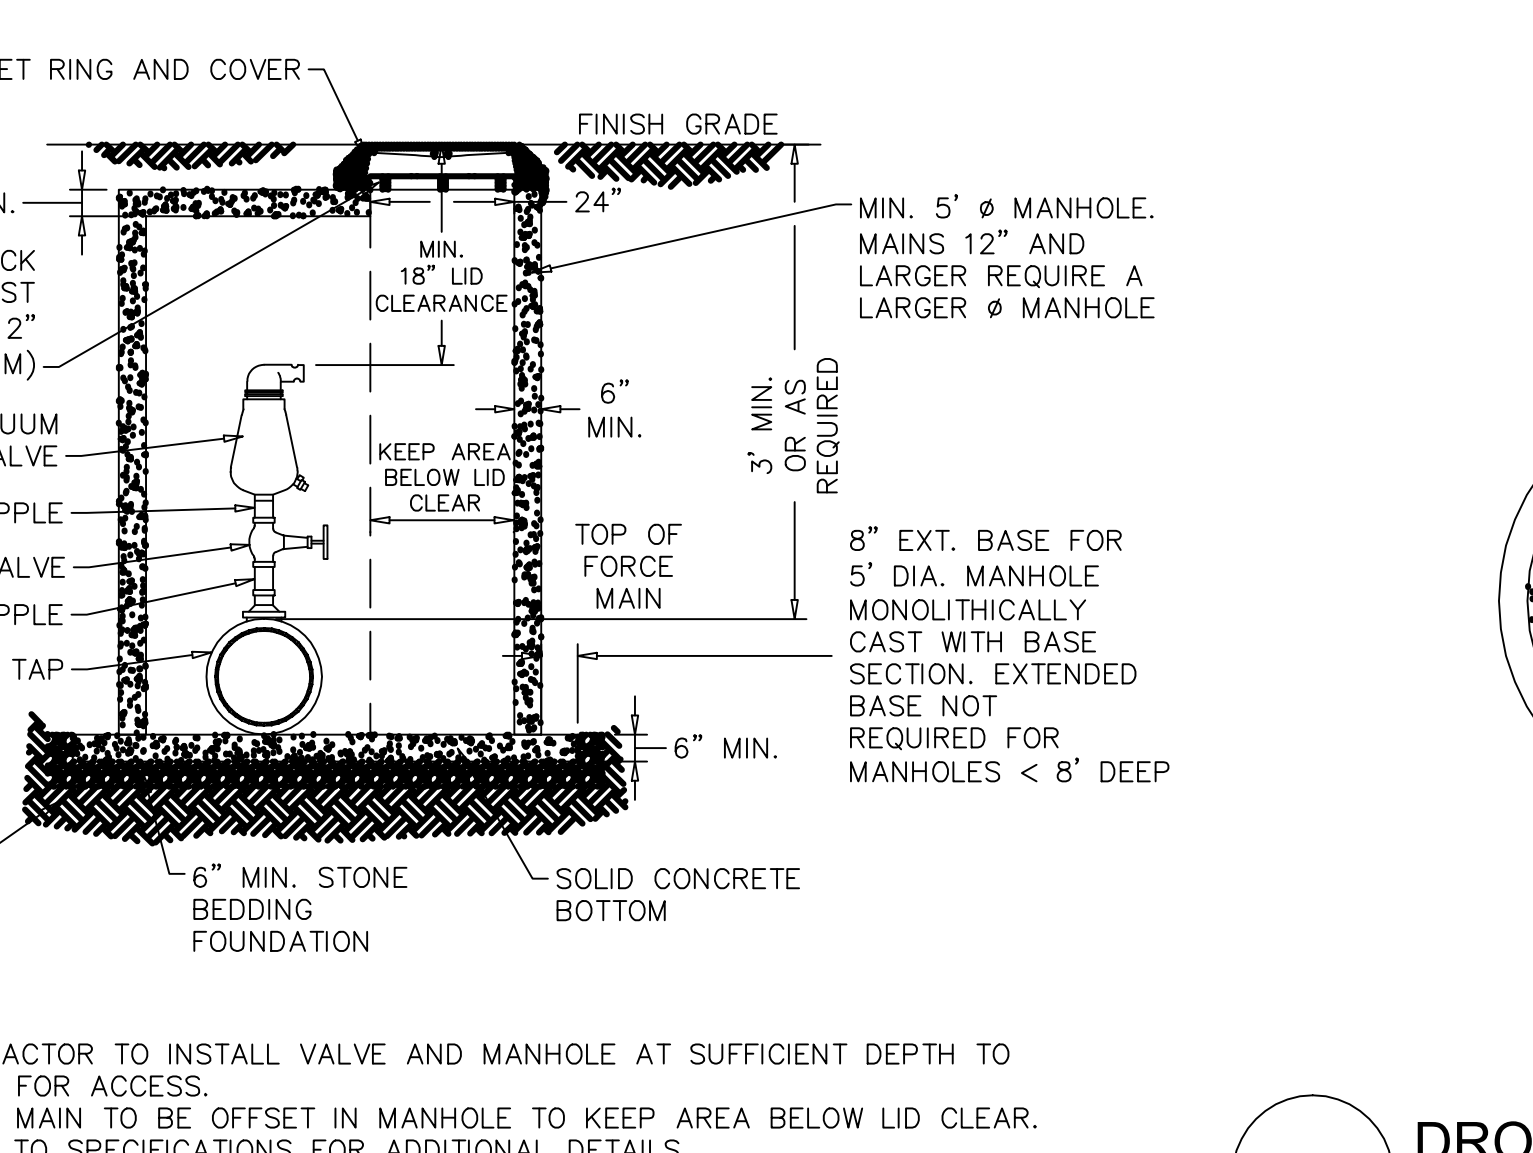 ET RING AND COVER
FINISH GRADE
N.
24"
MIN. 5' Ø MANHOLE.
MAINS 12" AND
LARGER REQUIRE A
LARGER Ø MANHOLE
CK
ST
2"
M)
MIN.
18" LID
CLEARANCE
3' MIN.
OR AS
REQUIRED
6"
MIN.
UUM
ALVE
KEEP AREA
BELOW LID
CLEAR
PPLE
ALVE
PPLE
TAP
TOP OF
FORCE
MAIN
8" EXT. BASE FOR
5' DIA. MANHOLE
MONOLITHICALLY
CAST WITH BASE
SECTION. EXTENDED
BASE NOT
REQUIRED FOR
MANHOLES < 8' DEEP
6" MIN.
6" MIN. STONE
BEDDING
FOUNDATION
SOLID CONCRETE
BOTTOM
ACTOR TO INSTALL VALVE AND MANHOLE AT SUFFICIENT DEPTH TO
FOR ACCESS.
MAIN TO BE OFFSET IN MANHOLE TO KEEP AREA BELOW LID CLEAR.
TO SPECIFICATIONS FOR ADDITIONAL DETAILS.
DRO